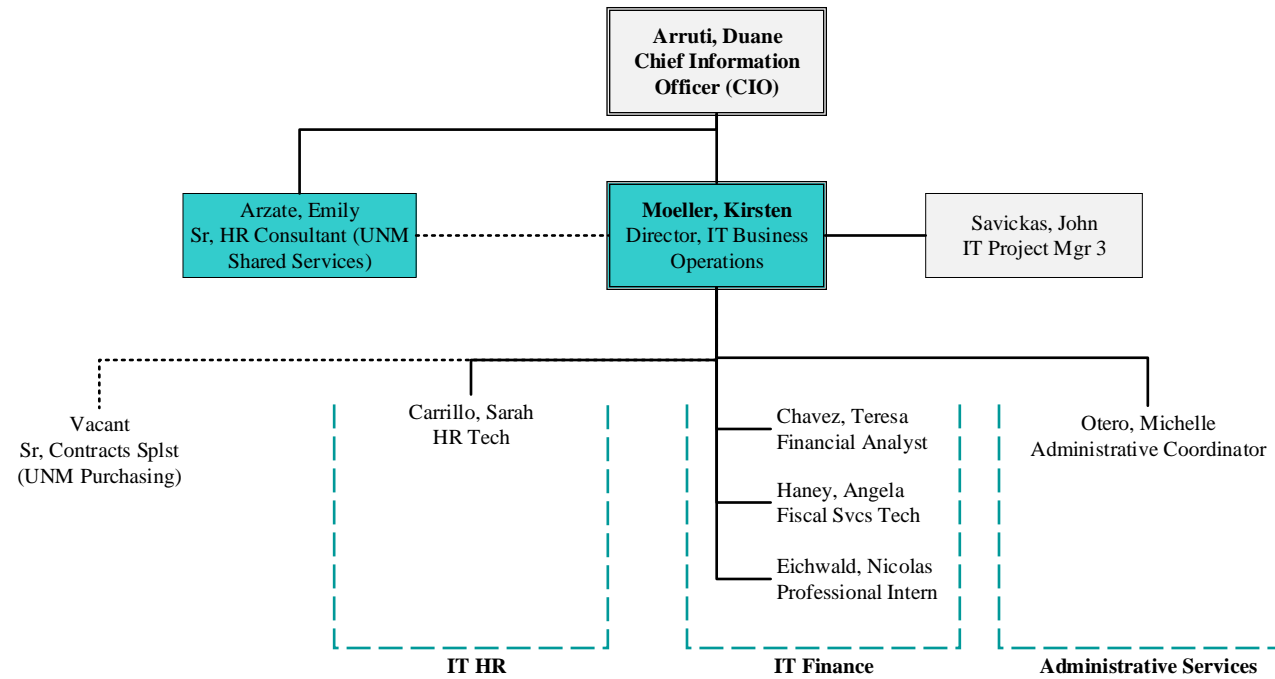 Arruti, Duane
Chief Information
Officer (CIO)
Arzate, Emily
Sr, HR Consultant (UNM
Shared Services)
Moeller, Kirsten
Director, IT Business
Operations
Savickas, John
IT Project Mgr 3
Vacant
Sr, Contracts Splst
(UNM Purchasing)
Carrillo, Sarah
HR Tech
Chavez, Teresa
Financial Analyst
Haney, Angela
Fiscal Svcs Tech
Eichwald, Nicolas
Professional Intern
Otero, Michelle
Administrative Coordinator
IT HR
IT Finance
Administrative Services